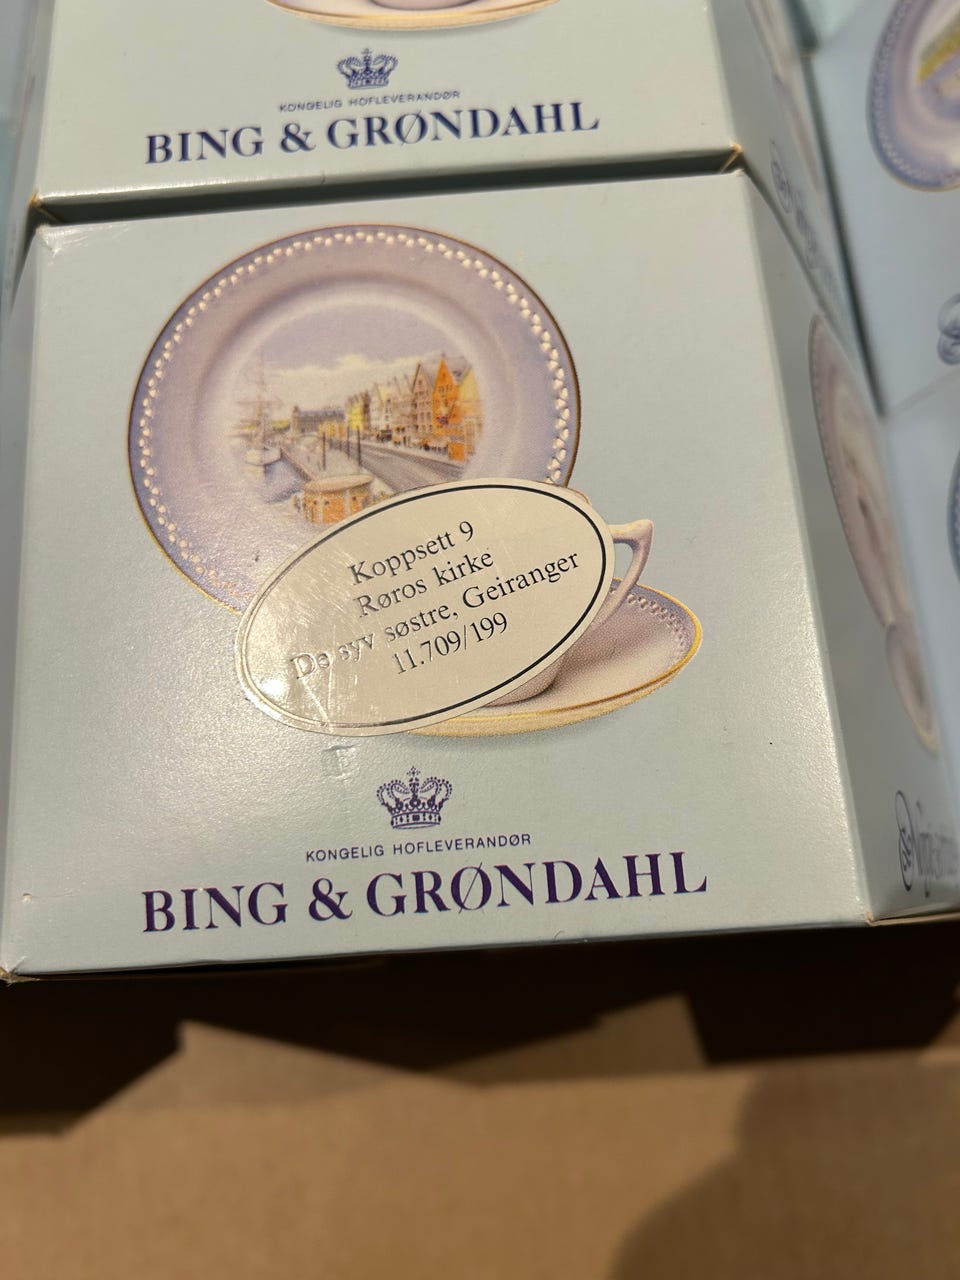 KONGELIG HOFLEVERANDØR
BING & GRØNDAHL
Koppsett 9
Røros kirke
De syv søstre, Geiranger
11.709/199
KONGELIG HOFLEVERANDØR
BING & GRØNDAHL